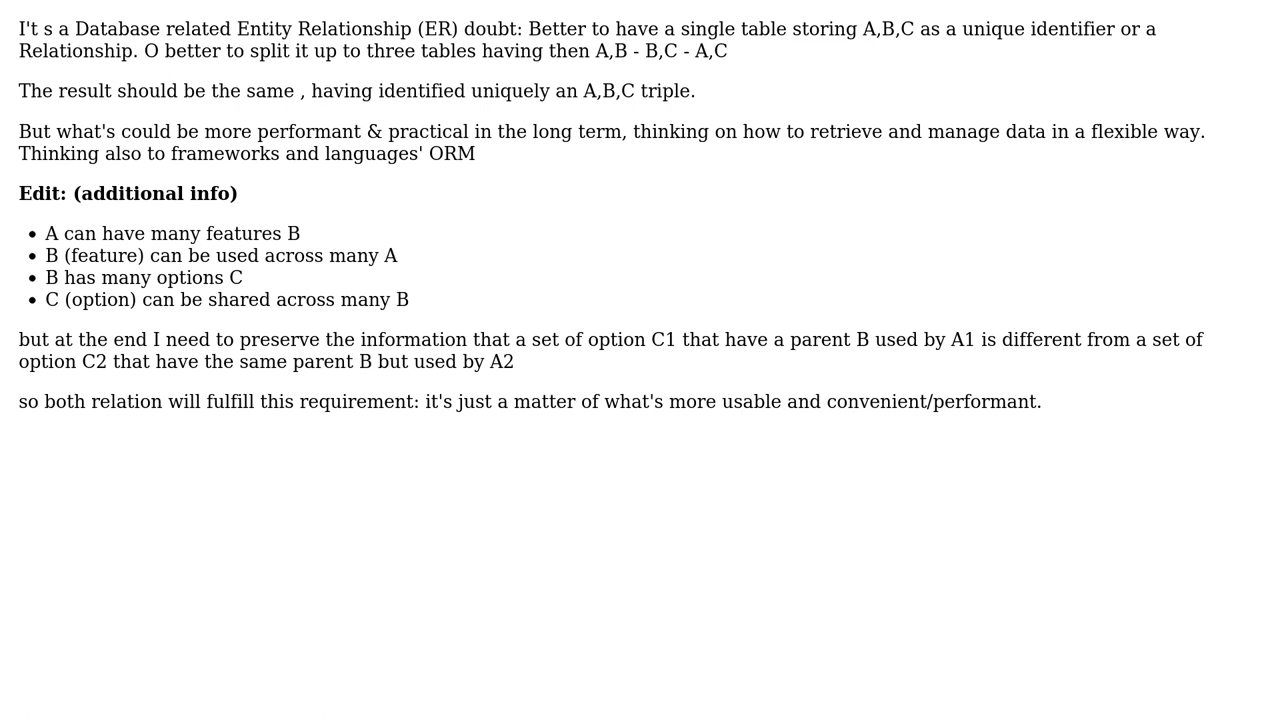 I't s a Database related Entity Relationship (ER) doubt: Better to have a single table storing A,B,C as a unique identifier or a
Relationship. O better to split it up to three tables having then A,B - B,C - A,C
The result should be the same , having identified uniquely an A,B,C triple.
But what's could be more performant & practical in the long term, thinking on how to retrieve and manage data in a flexible way.
Thinking also to frameworks and languages' ORM
Edit: (additional info)
• A can have many features B
• B (feature) can be used across many A
• B has many options C
• C (option) can be shared across many B
but at the end I need to preserve the information that a set of option C1 that have a parent B used by A1 is different from a set of
option C2 that have the same parent B but used by A2
so both relation will fulfill this requirement: it's just a matter of what's more usable and convenient/performant.